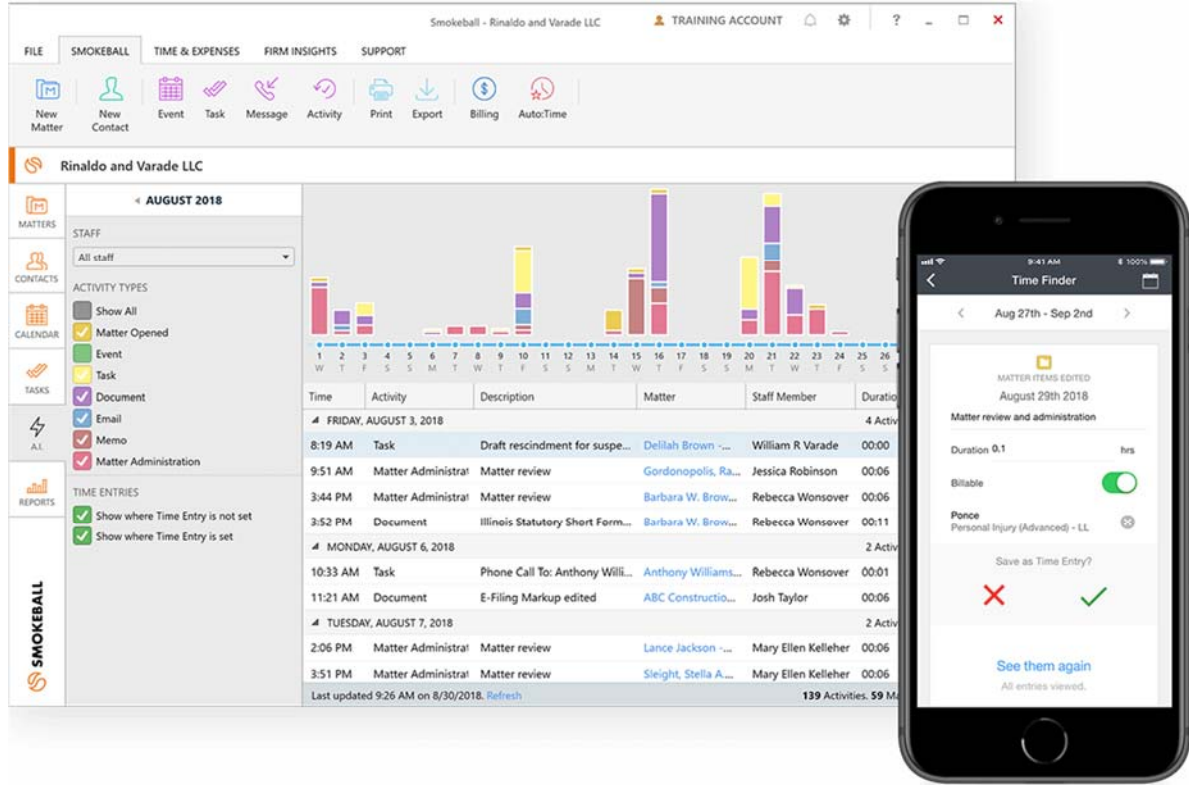 Smokeball - Rinaldo and Varade LLC
TRAINING ACCOUNT
?
FILE SMOKEBALL TIME & EXPENSES FIRM INSIGHTS SUPPORT
New Matter
New Contact
Event
Task
Message
Activity
Print
Export
Billing
Auto:Time
Rinaldo and Varade LLC
MATTERS
CONTACTS
CALENDAR
TASKS
A.I.
REPORTS
SMOKEBALL
AUGUST 2018
STAFF
All staff
ACTIVITY TYPES
Show All
Matter Opened
Event
Task
Document
Email
Memo
Matter Administration
TIME ENTRIES
Show where Time Entry is not set
Show where Time Entry is set
1 2 3 4 5 6 7 8 9 10 11 12 13 14 15 16 17 18 19 20 21 22 23 24 25 26
W T F S S M T W T F S S M T W T F S S M T W T F S S
Time Activity Description Matter Staff Member Duratio
FRIDAY, AUGUST 3, 2018 4 Activ
8:19 AM Task Draft rescindment for suspe... Delilah Brown -... William R Varade 00:00
9:51 AM Matter Administrat Matter review Gordonopolis, Ra... Jessica Robinson 00:06
3:44 PM Matter Administrat Matter review Barbara W. Brow... Rebecca Wonsover 00:06
3:52 PM Document Illinois Statutory Short Form... Barbara W. Brow... Rebecca Wonsover 00:11
MONDAY, AUGUST 6, 2018 2 Activ
10:33 AM Task Phone Call To: Anthony Willi... Anthony Williams... Rebecca Wonsover 00:01
11:21 AM Document E-Filing Markup edited ABC Constructio... Josh Taylor 00:06
TUESDAY, AUGUST 7, 2018 2 Activ
2:06 PM Matter Administrat Matter review Lance Jackson -... Mary Ellen Kelleher 00:06
3:51 PM Matter Administrat Matter review Sleight, Stella A.... Mary Ellen Kelleher 00:06
Last updated 9:26 AM on 8/30/2018. Refresh 139 Activities. 59 Ma
9:41 AM 100%
Time Finder
Aug 27th - Sep 2nd
MATTER ITEMS EDITED
August 29th 2018
Matter review and administration
Duration 0.1 hrs
Billable
Ponce
Personal Injury (Advanced) - LL
Save as Time Entry?
See them again
All entries viewed.